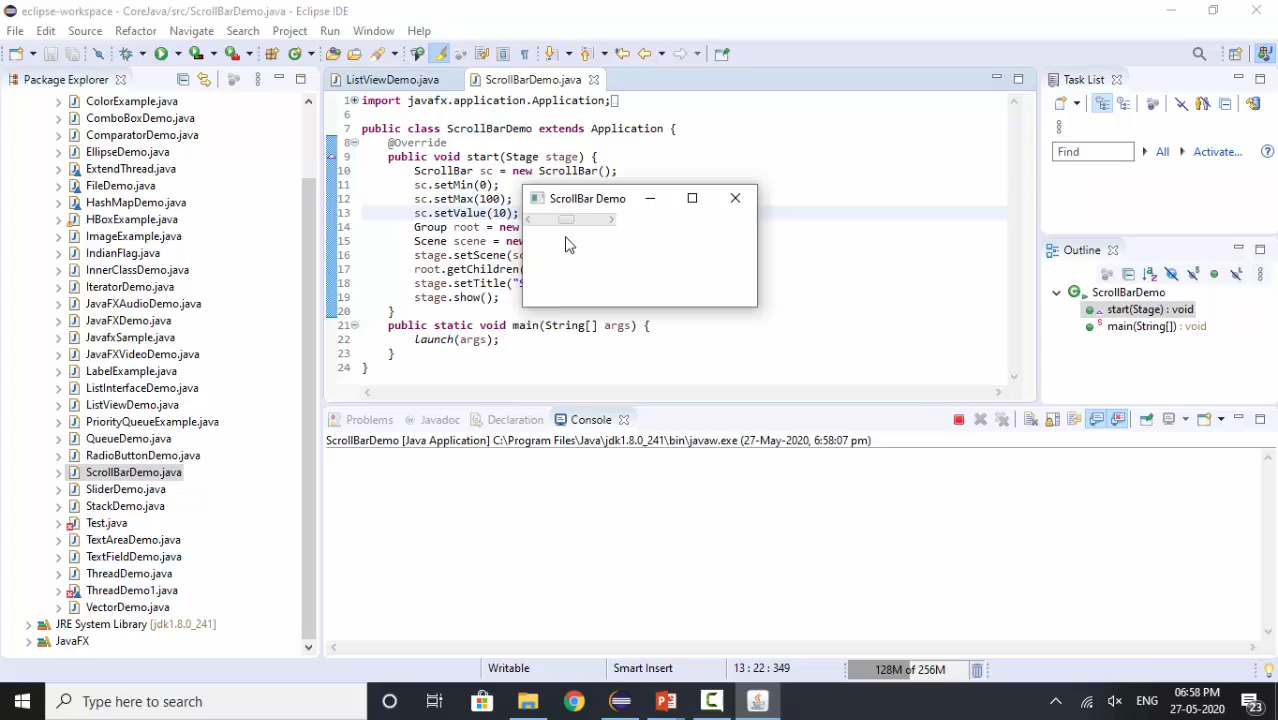 eclipse-workspace - CoreJava/src/ScrollBarDemo.java - Eclipse IDE
File Edit Source Refactor Navigate Search Project Run Window Help
Package Explorer
ListViewDemo.java
ScrollBarDemo.java
Task List
ColorExample.java
ComboBoxDemo.java
ComparatorDemo.java
EllipseDemo.java
ExtendThread.java
FileDemo.java
HashMapDemo.java
HBoxExample.java
ImageExample.java
IndianFlag.java
InnerClassDemo.java
IteratorDemo.java
JavaFXAudioDemo.java
JavaFXDemo.java
JavafxSample.java
JavaFXVideoDemo.java
LabelExample.java
ListInterfaceDemo.java
ListViewDemo.java
PriorityQueueExample.java
QueueDemo.java
RadioButtonDemo.java
ScrollBarDemo.java
SliderDemo.java
StackDemo.java
Test.java
TextAreaDemo.java
TextFieldDemo.java
ThreadDemo.java
ThreadDemo1.java
VectorDemo.java
JRE System Library [jdk1.8.0_241]
JavaFX
1 import javafx.application.Application;
6
7 public class ScrollBarDemo extends Application {
8 @Override
9 public void start(Stage stage) {
10 ScrollBar sc = new ScrollBar();
11 sc.setMin(0);
12 sc.setMax(100);
13 sc.setValue(10);
14 Group root = new
15 Scene scene = new
16 stage.setScene(
17 root.getChildren(
18 stage.setTitle("
19 stage.show();
20 }
21 public static void main(String[] args) {
22 launch(args);
23 }
24 }
ScrollBar Demo
Find All Activate...
Outline
ScrollBarDemo
start(Stage) : void
main(String[]) : void
Problems Javadoc Declaration Console
ScrollBarDemo [Java Application] C:\Program Files\Java\jdk1.8.0_241\bin\javaw.exe (27-May-2020, 6:58:07 pm)
Writable Smart Insert 13 : 22 : 349 128M of 256M
Type here to search
ENG
06:58 PM
27-05-2020
23